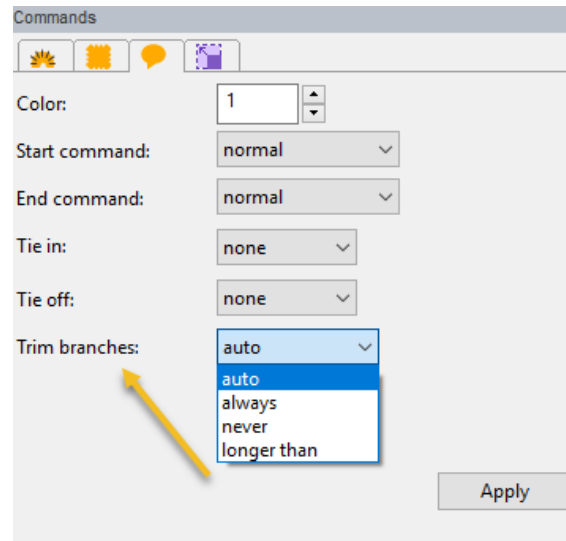 Commands
Color: 1
Start command: normal
End command: normal
Tie in: none
Tie off: none
Trim branches: auto
auto
always
never
longer than
Apply